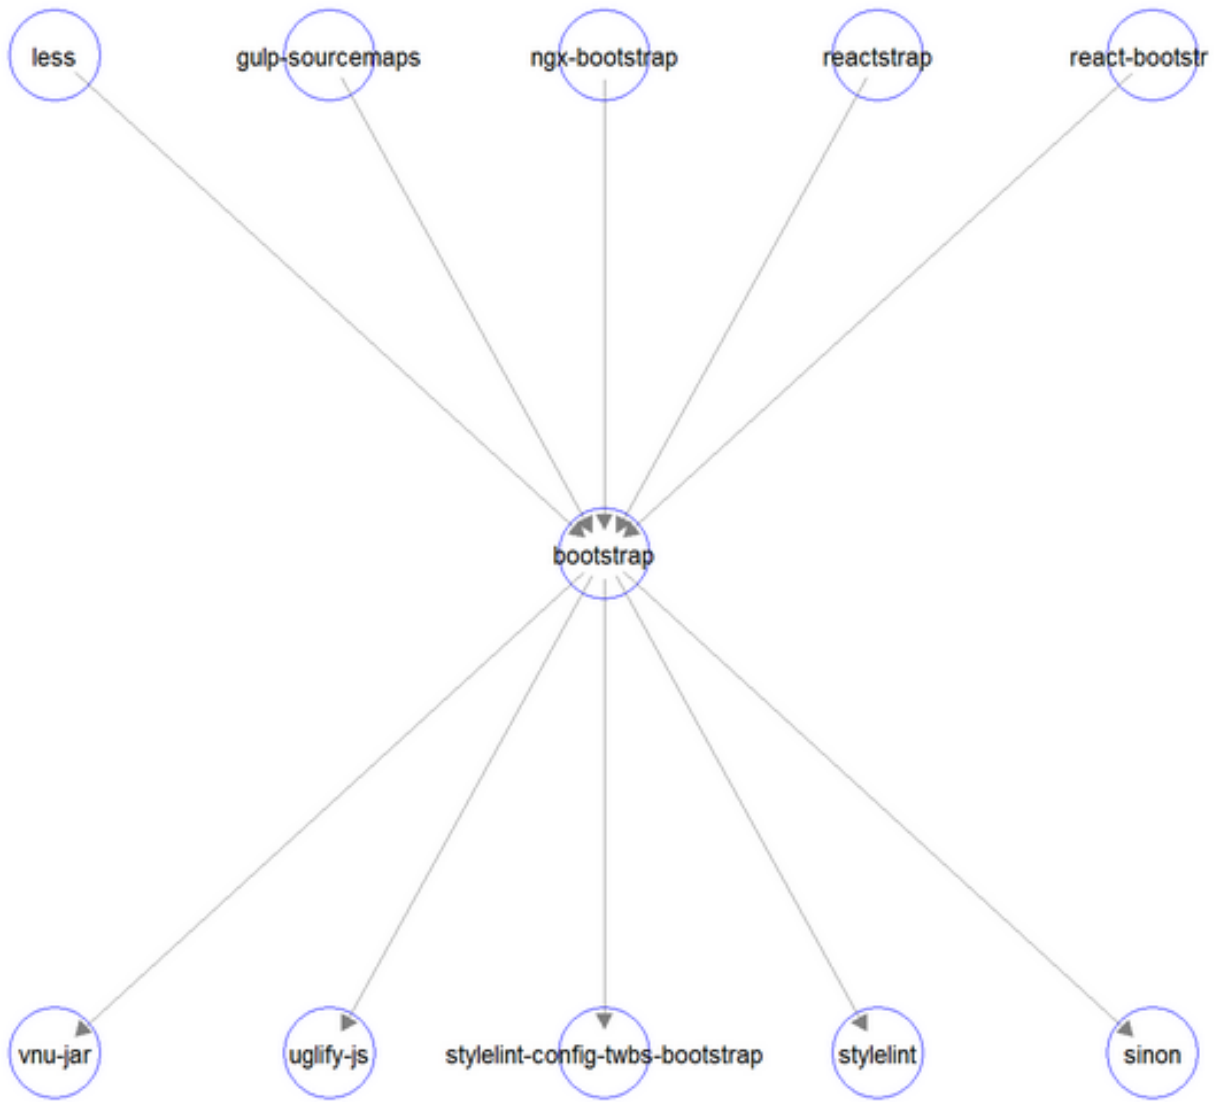 less
gulp-sourcemaps
ngx-bootstrap
reactstrap
react-bootstr
bootstrap
vnu-jar
uglify-js
stylelint-config-twbs-bootstrap
stylelint
sinon